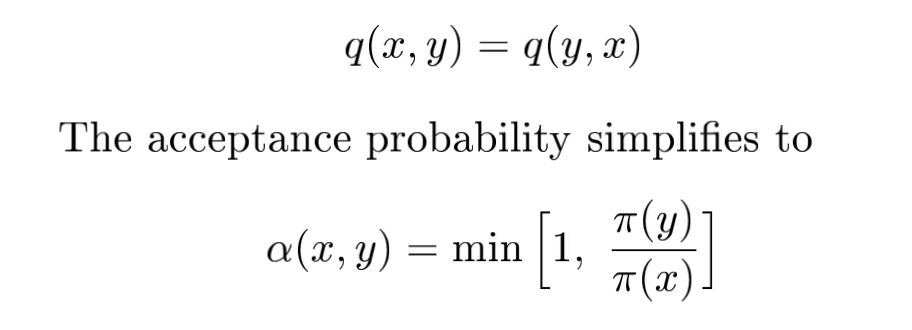 q(x, y) = q(y, x)
The acceptance probability simplifies to
α(x, y) = min [1, π(y)/π(x)]